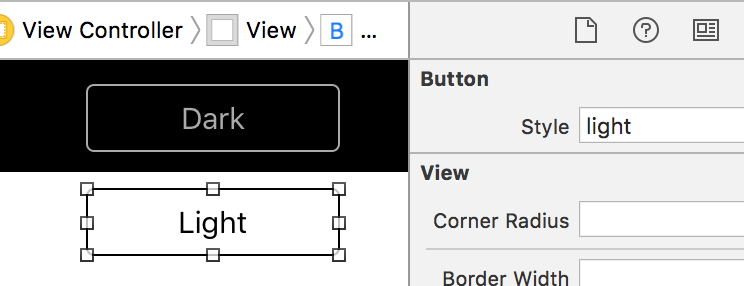 View Controller View B ...
Dark
Light
Button
Style light
View
Corner Radius
Border Width